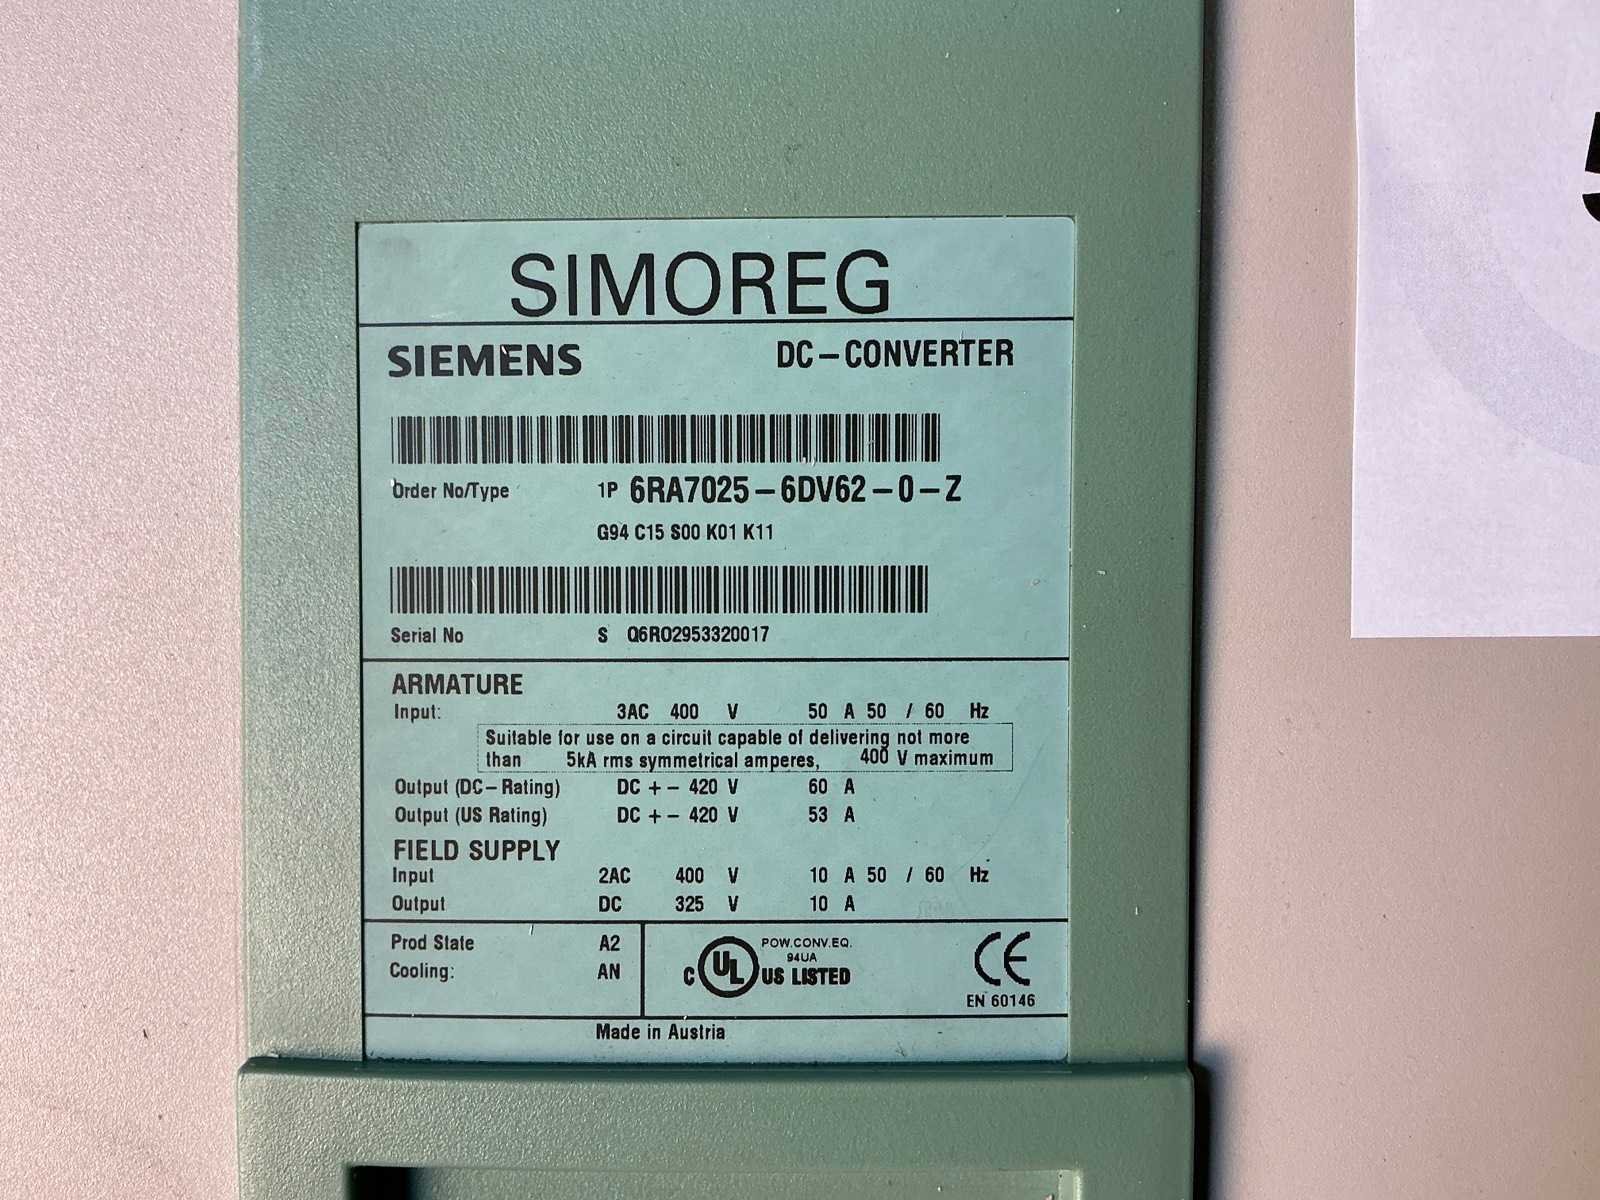 SIMOREG
SIEMENS DC-CONVERTER
Order No/Type 1P 6RA7025-6DV62-0-Z
G94 C15 S00 K01 K11
Serial No S Q6RO2953320017
ARMATURE
Input: 3AC 400 V 50 A 50 / 60 Hz
Suitable for use on a circuit capable of delivering not more
than 5kA rms symmetrical amperes, 400 V maximum
Output (DC-Rating) DC +- 420 V 60 A
Output (US Rating) DC +- 420 V 53 A
FIELD SUPPLY
Input 2AC 400 V 10 A 50 / 60 Hz
Output DC 325 V 10 A
Prod State A2
Cooling: AN
POW.CONV.EQ.
94UA
C UL US LISTED
CE
EN 60146
Made in Austria